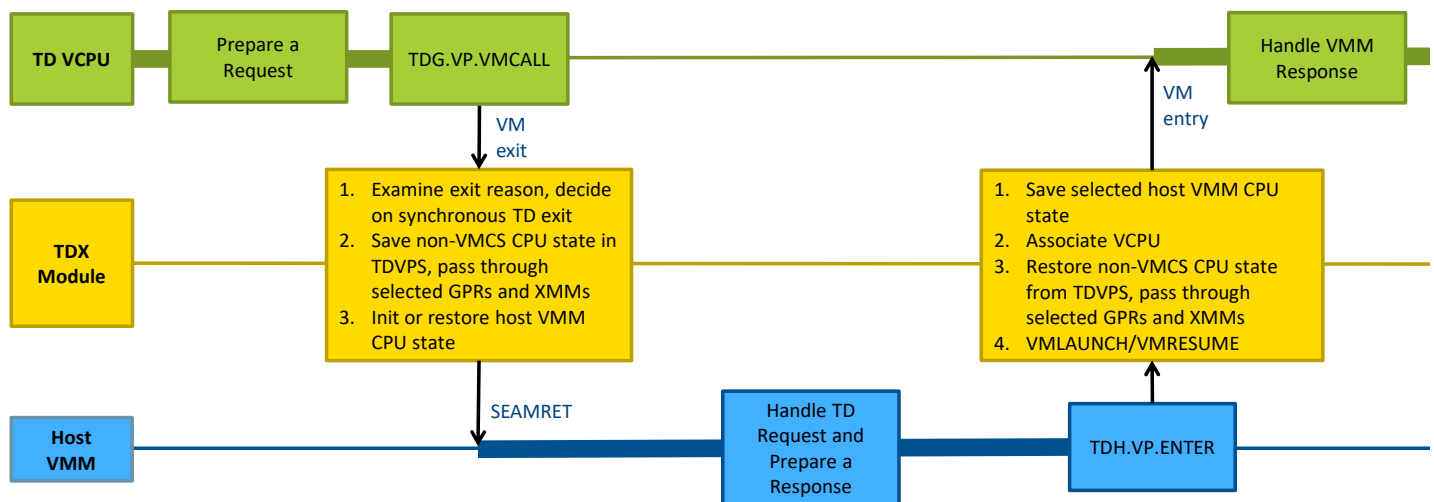 TD VCPU
Prepare a
Request
TDG.VP.VMCALL
Handle VMM
Response
VM
exit
VM
entry
TDX
Module
1. Examine exit reason, decide
on synchronous TD exit
2. Save non-VMCS CPU state in
TDVPS, pass through
selected GPRs and XMMs
3. Init or restore host VMM
CPU state
1. Save selected host VMM CPU
state
2. Associate VCPU
3. Restore non-VMCS CPU state
from TDVPS, pass through
selected GPRs and XMMs
4. VMLAUNCH/VMRESUME
SEAMRET
Host
VMM
Handle TD
Request and
Prepare a
Response
TDH.VP.ENTER